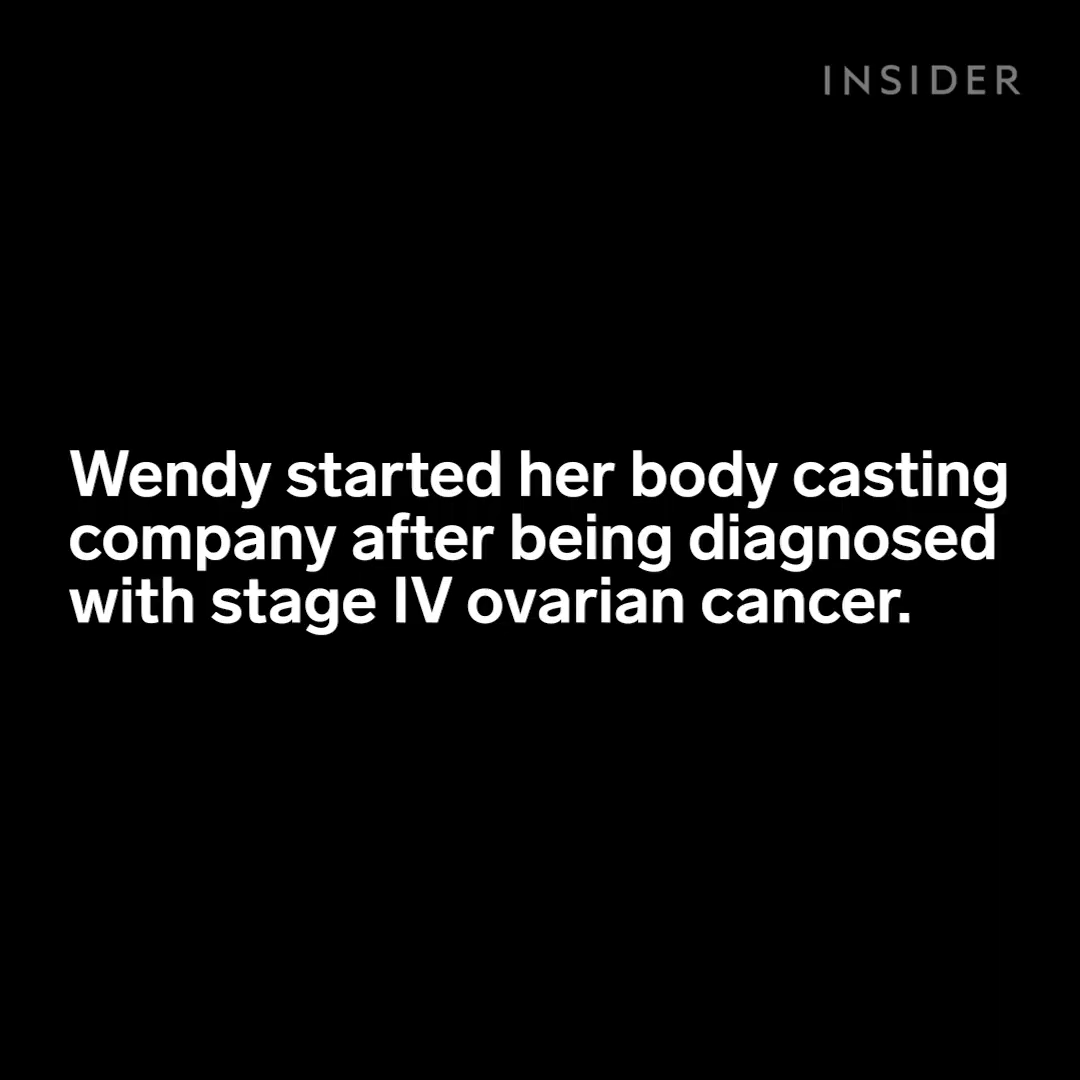 INSIDER
Wendy started her body casting
company after being diagnosed
with stage IV ovarian cancer.